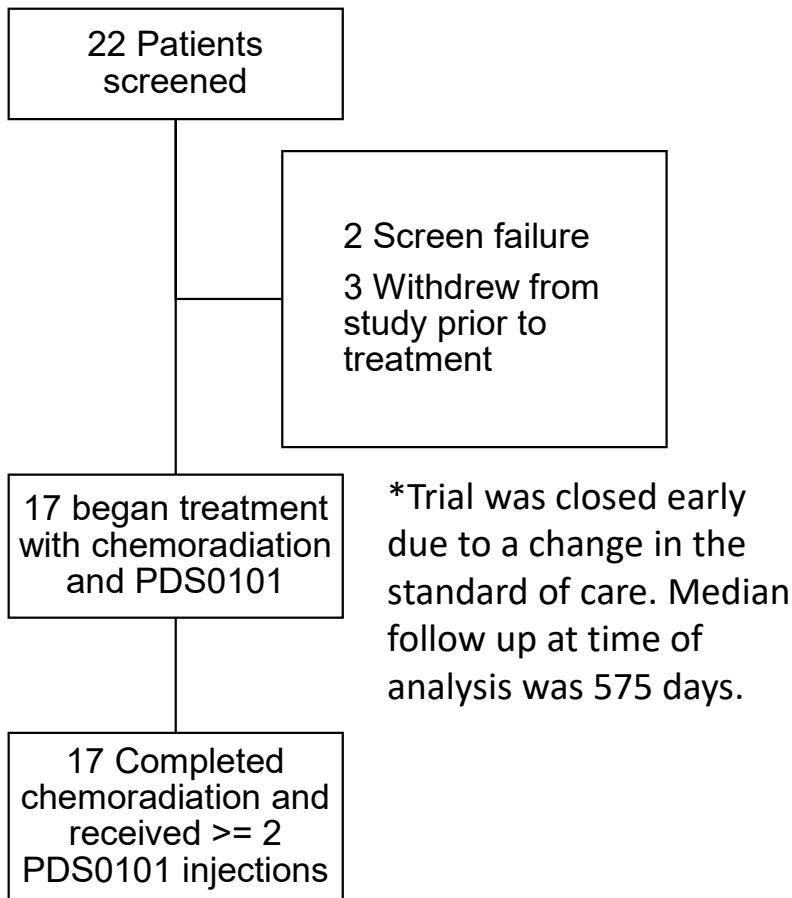 22 Patients
screened
2 Screen failure
3 Withdrew from
study prior to
treatment
17 began treatment
with chemoradiation
and PDS0101
*Trial was closed early
due to a change in the
standard of care. Median
follow up at time of
analysis was 575 days.
17 Completed
chemoradiation and
received >= 2
PDS0101 injections